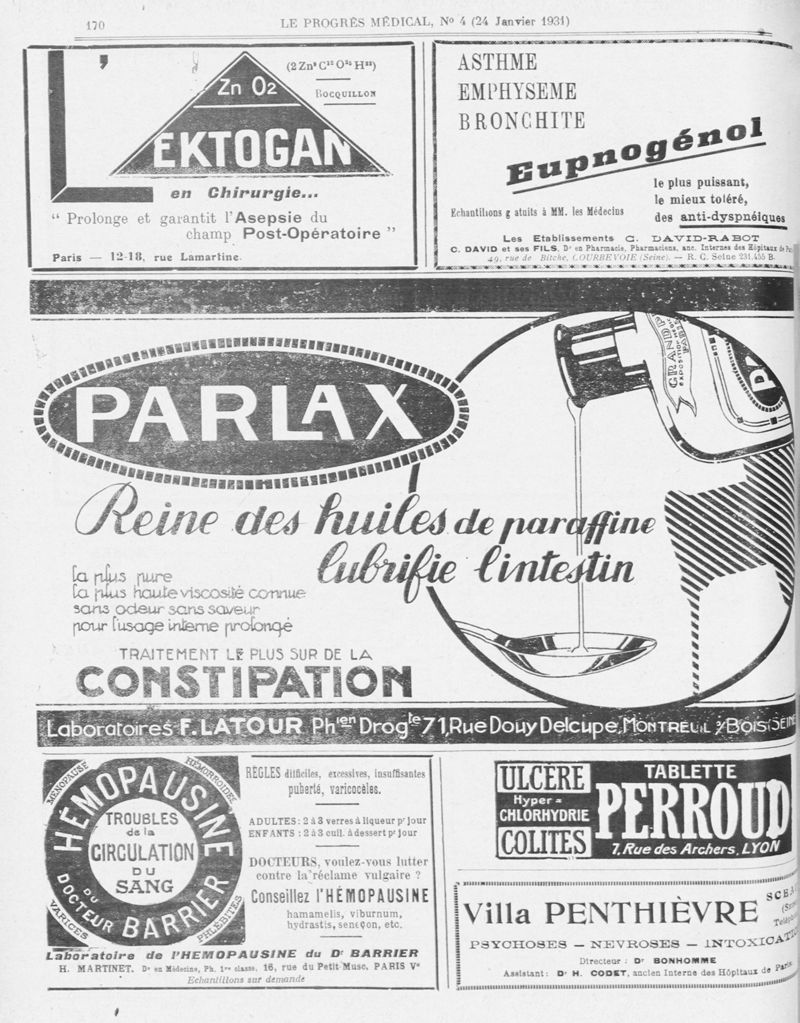 170
LE PROGRÈS MÉDICAL, No 4 (24 Janvier 1931)
L'EKTOGAN
Zn O2
BOCQUILLON
en Chirurgie...
“ Prolonge et garantit l'Asepsie du
champ Post-Opératoire ”
Paris — 12-18, rue Lamartine.
ASTHME
EMPHYSEME
BRONCHITE
Eupnogénol
le plus puissant,
le mieux toléré,
des anti-dyspnéiques
Echantillons g atuits à MM. les Médecins
Les Etablissements C. DAVID-RABOT
C. DAVID et ses FILS, Drs en Pharmacie, Pharmaciens, anc. Internes des Hôpitaux de
49, rue de Bitche, COURBEVOIE (Seine). — R. C. Seine 231.455 B.
PARLAX
GRAND P
Reine des huiles de paraffine
lubrifie l'intestin
la plus pure
la plus haute viscosité connue
sans odeur sans saveur
pour l'usage interne prolongé
TRAITEMENT LE PLUS SUR DE LA
CONSTIPATION
Laboratoires F. LATOUR Phien Drogte 71, Rue Douy Delcupe, MONTREUIL s/BOIS (SEINE
MÉNOPAUSE
HÉMORROIDES
HÉMOPAUSINE
TROUBLES
de la
CIRCULATION
DU
SANG
DU
DOCTEUR BARRIER
VARICES
PHLÉBITES
RÈGLES difficiles, excessives, insuffisantes
puberté, varicocèles.
ADULTES : 2 à 3 verres à liqueur pr jour
ENFANTS : 2 à 3 cuil. à dessert pr jour
DOCTEURS, voulez-vous lutter
contre la réclame vulgaire ?
Conseillez l'HÉMOPAUSINE
hamamelis, viburnum,
hydrastis, seneçon, etc.
Laboratoire de l'HEMOPAUSINE du Dr BARRIER
H. MARTINET, Dr en Médecine, Ph. 1re classe, 16, rue du Petit Musc, PARIS Ve
Echantillons sur demande
ULCÈRE
Hyper =
CHLORHYDRIE
COLITES
TABLETTE
PERROUD
7, Rue des Archers, LYON
Villa PENTHIÈVRE
SCEA
PSYCHOSES — NEVROSES — INTOXICATIO
Directeur : Dr BONHOMME
Assistant : Dr H. CODET, ancien Interne des Hôpitaux de Paris